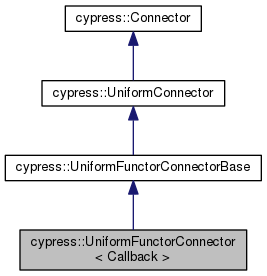 cypress::Connector
cypress::UniformConnector
cypress::UniformFunctorConnectorBase
cypress::UniformFunctorConnector
< Callback >